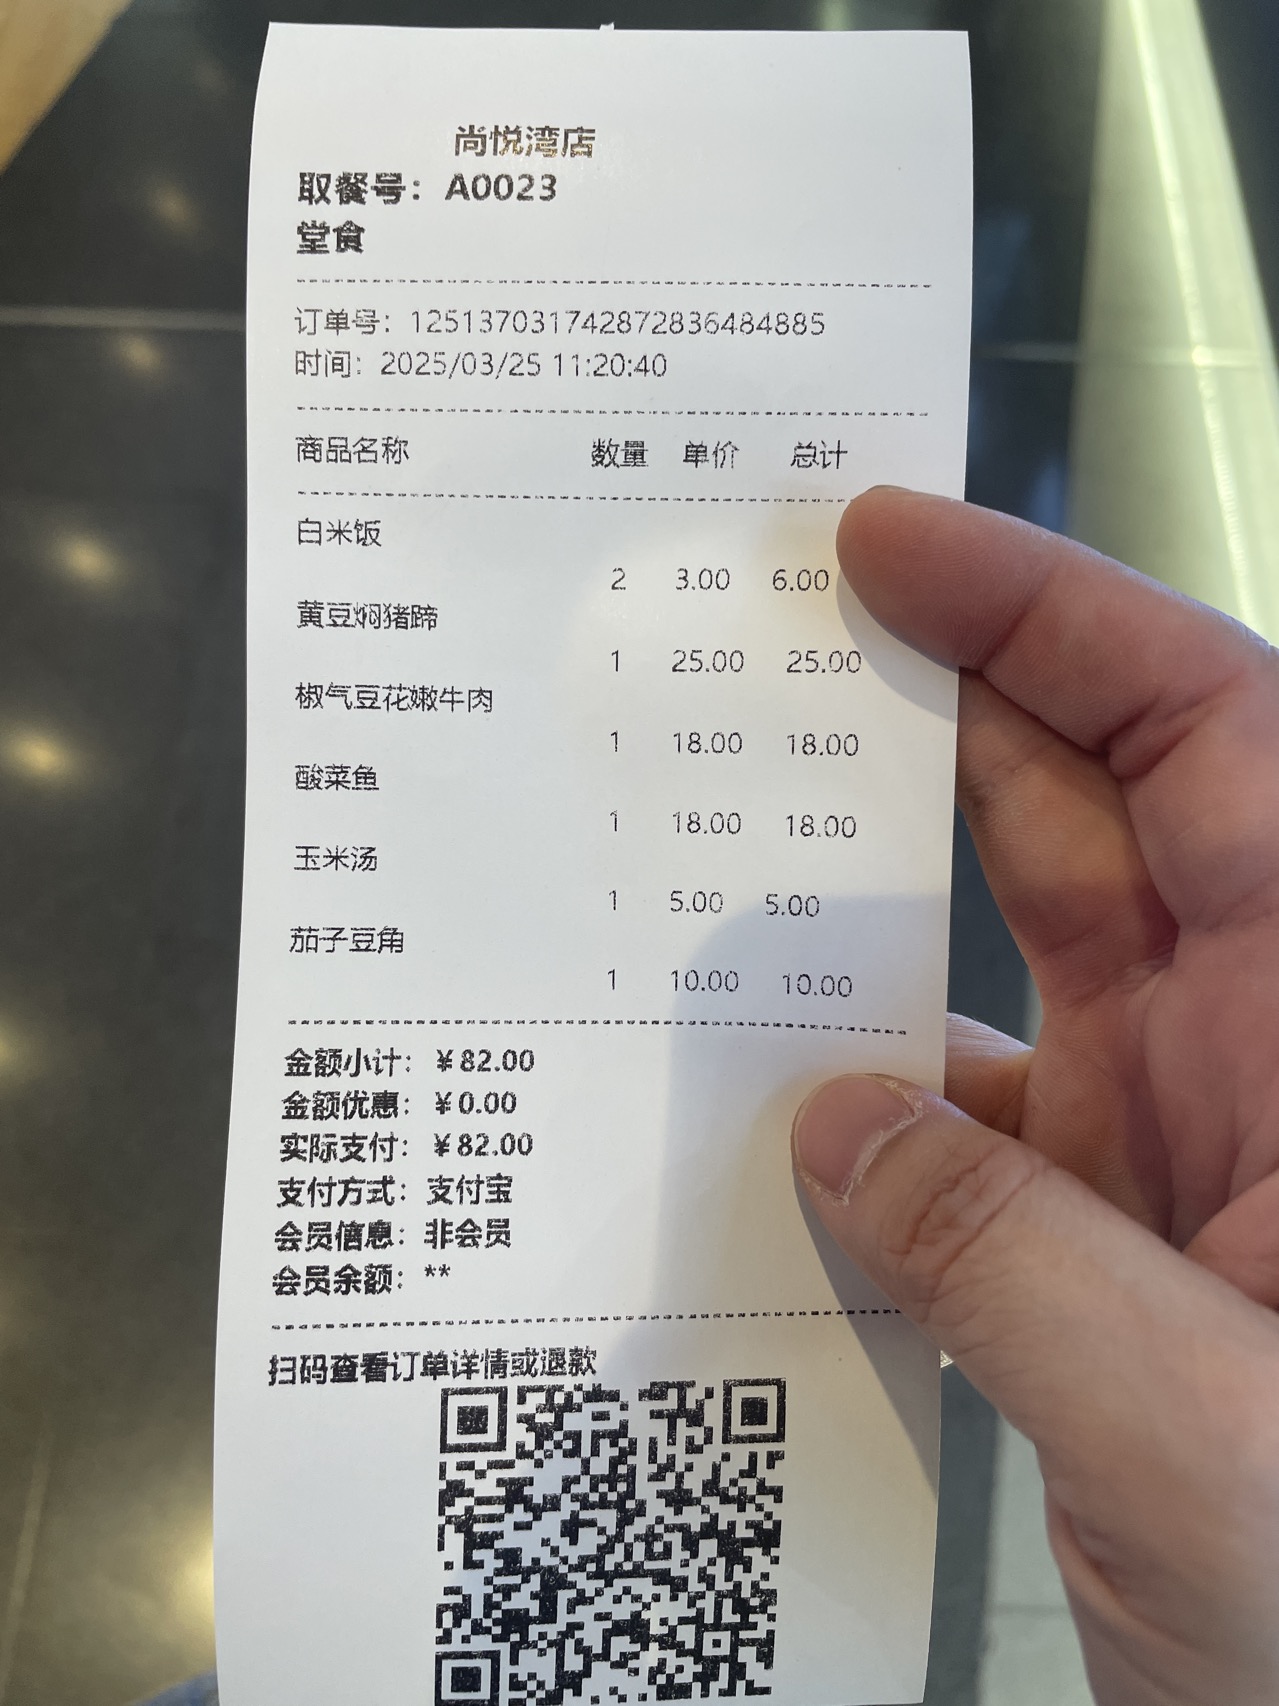 尚悦湾店
取餐号：A0023
堂食
订单号：125137031742872836484885
时间：2025/03/25 11:20:40
商品名称 数量 单价 总计
白米饭
2 3.00 6.00
黄豆焖猪蹄
1 25.00 25.00
椒气豆花嫩牛肉
1 18.00 18.00
酸菜鱼
1 18.00 18.00
玉米汤
1 5.00 5.00
茄子豆角
1 10.00 10.00
金额小计：￥82.00
金额优惠：￥0.00
实际支付：￥82.00
支付方式：支付宝
会员信息：非会员
会员余额：**
扫码查看订单详情或退款